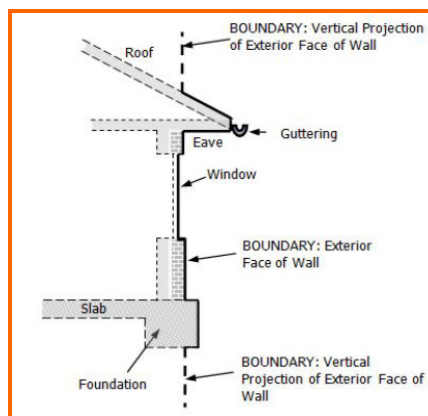 BOUNDARY: Vertical Projection
of Exterior Face of Wall
Roof
Guttering
Eave
Window
BOUNDARY: Exterior
Face of Wall
Slab
Foundation
BOUNDARY: Vertical
Projection of Exterior Face of
Wall